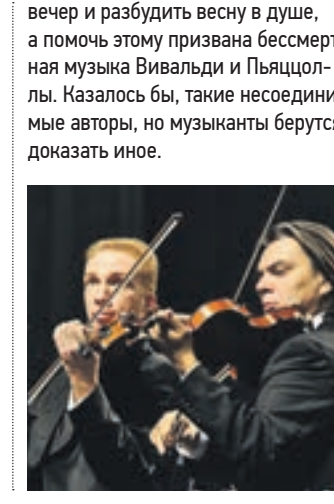 вечер и разбудить весну в душе,
а помочь этому призвана бессмерт
ная музыка Вивальди и Пьяццол-
лы. Казалось бы, такие несоедини
мые авторы, но музыканты берутся
доказать иное.